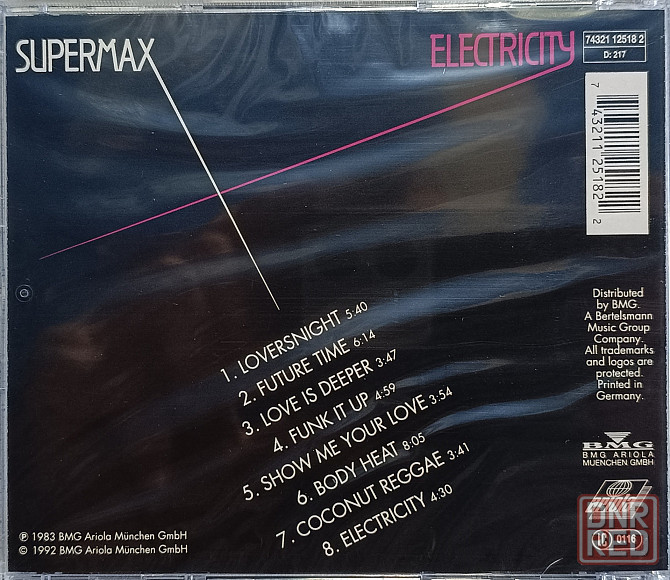 SUPERMAX
ELECTRICITY
74321 12518 2
D: 217
7 43211 25182 2
1. LOVERSNIGHT 5:40
2. FUTURE TIME 6:14
3. LOVE IS DEEPER 3:47
4. FUNK IT UP 4:59
5. SHOW ME YOUR LOVE 3:54
6. BODY HEAT 8:05
7. COCONUT REGGAE 3:41
8. ELECTRICITY 4:30
Distributed
by BMG.
A Bertelsmann
Music Group
Company.
All trademarks
and logos are
protected.
Printed in
Germany.
BMG
BMG ARIOLA
MUENCHEN GMBH
ariola
LC 0116
DNR
RED
℗ 1983 BMG Ariola München GmbH
© 1992 BMG Ariola München GmbH